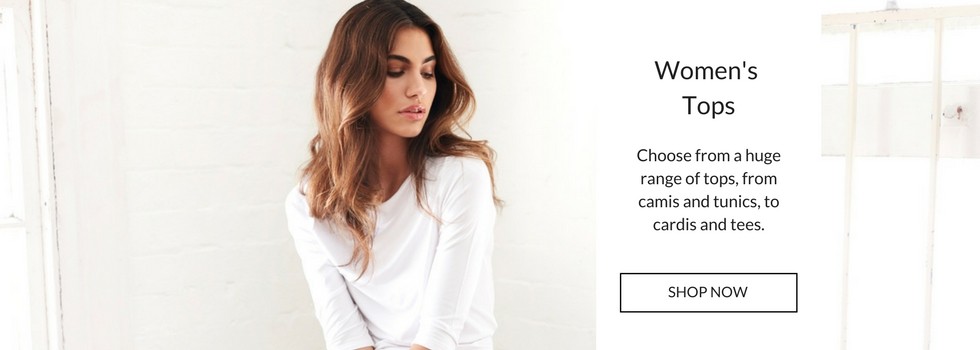 Women's
Tops
Choose from a huge
range of tops, from
camis and tunics, to
cardis and tees.
SHOP NOW